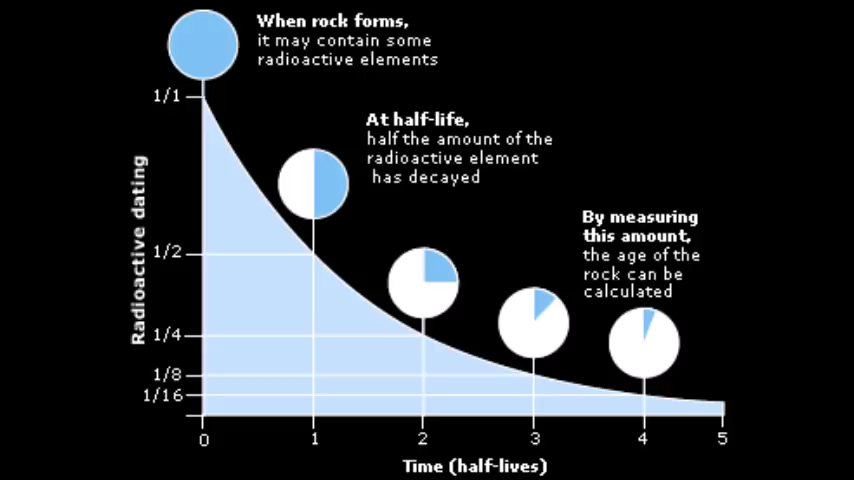 When rock forms,
it may contain some
radioactive elements
1/1
At half-life,
half the amount of the
radioactive element
has decayed
Radioactive dating
By measuring
this amount,
the age of the
rock can be
calculated
1/2
1/4
1/8
1/16
0 1 2 3 4 5
Time (half-lives)